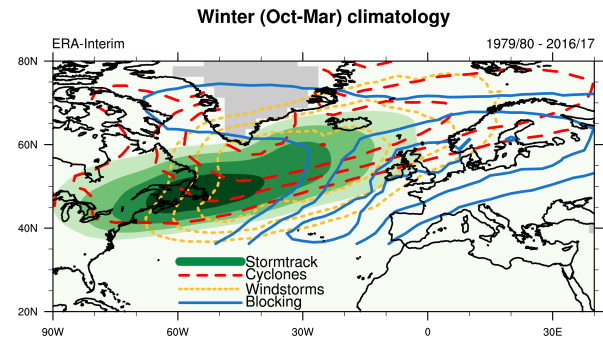 Winter (Oct-Mar) climatology
ERA-Interim 1979/80 - 2016/17
80N
60N
40N
20N
Stormtrack
Cyclones
Windstorms
Blocking
90W 60W 30W 0 30E